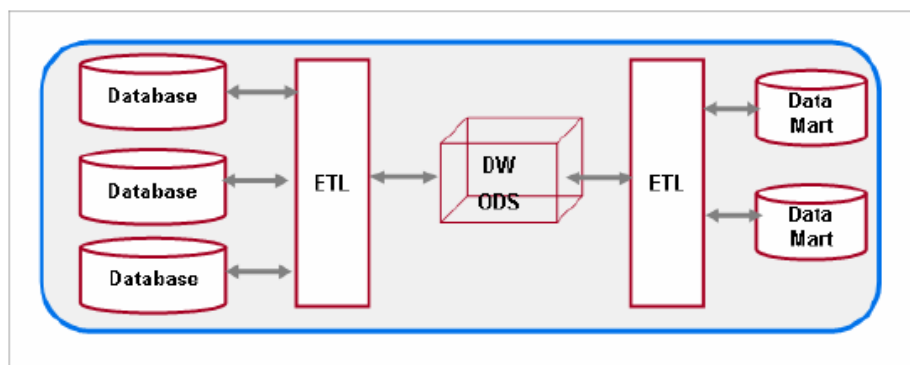 Database
Database
Database
ETL
DW
ODS
ETL
Data
Mart
Data
Mart